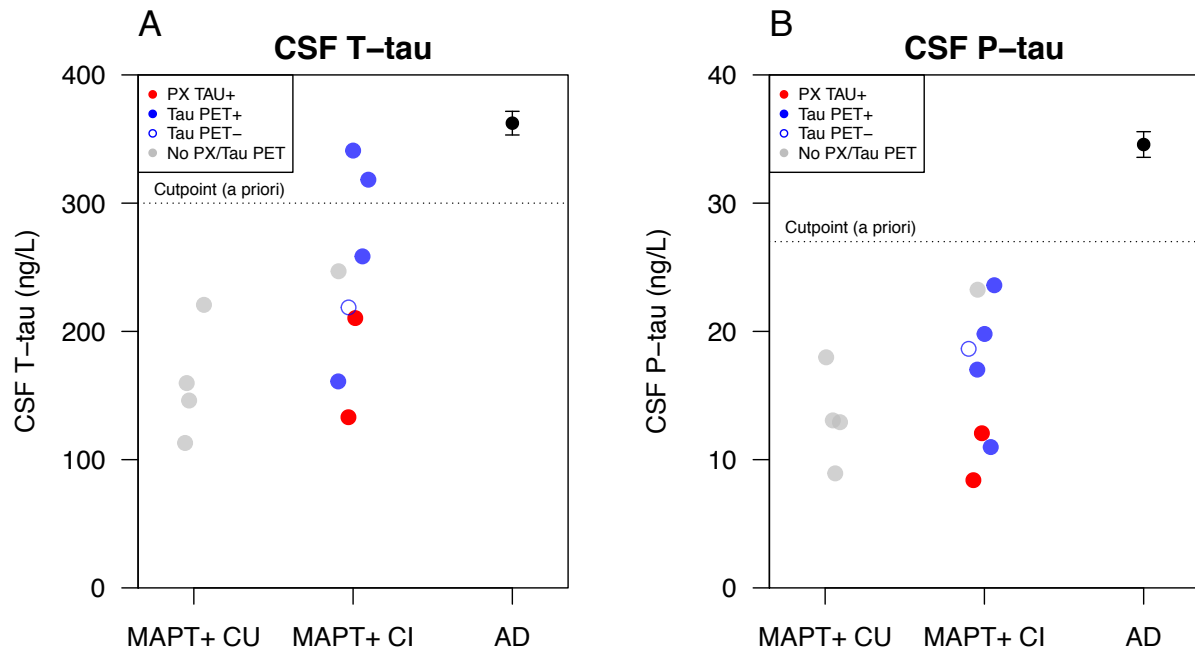 A
CSF T–tau
CSF T–tau (ng/L)
400
300
200
100
0
PX TAU+
Tau PET+
Tau PET–
No PX/Tau PET
Cutpoint (a priori)
MAPT+ CU
MAPT+ CI
AD
B
CSF P–tau
CSF P–tau (ng/L)
40
30
20
10
0
PX TAU+
Tau PET+
Tau PET–
No PX/Tau PET
Cutpoint (a priori)
MAPT+ CU
MAPT+ CI
AD